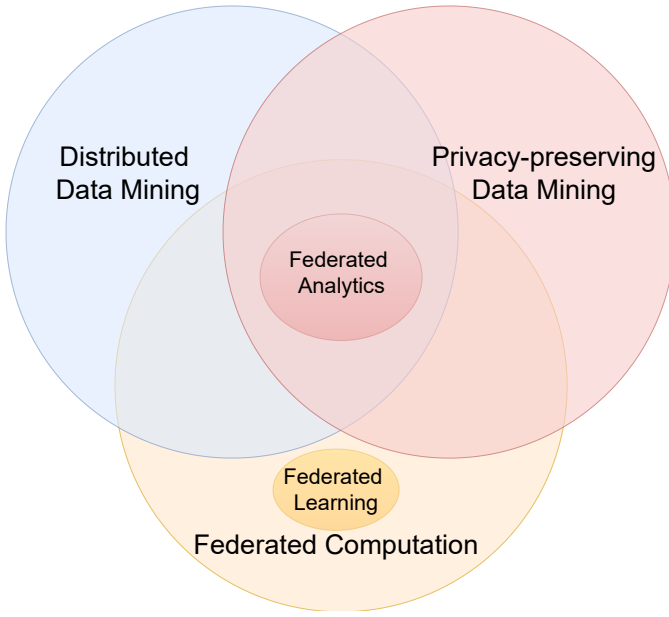 Distributed
Data Mining
Privacy-preserving
Data Mining
Federated
Analytics
Federated
Learning
Federated Computation